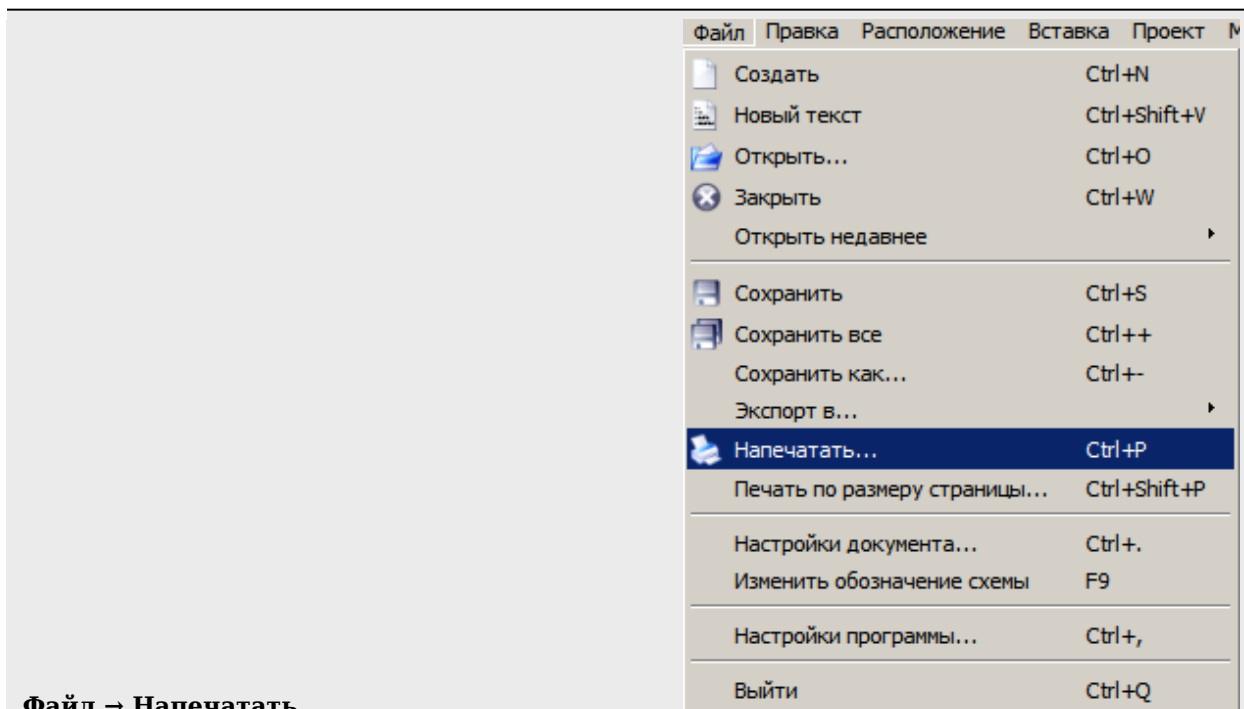 Файл Правка Расположение Вставка Проект
Создать Ctrl+N
Новый текст Ctrl+Shift+V
Открыть... Ctrl+O
Закрыть Ctrl+W
Открыть недавнее
Сохранить Ctrl+S
Сохранить все Ctrl++
Сохранить как... Ctrl+-
Экспорт в...
Напечатать... Ctrl+P
Печать по размеру страницы... Ctrl+Shift+P
Настройки документа... Ctrl+.
Изменить обозначение схемы F9
Настройки программы... Ctrl+,
Выйти Ctrl+Q
Файл → Напечатать